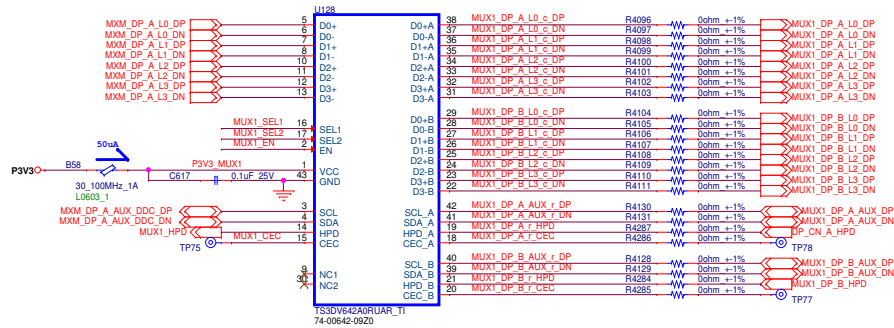 U128
MXM_DP_A_L0_DP 5 D0+ D0+A 38 MUX1_DP_A_L0_c_DP R4096 0ohm +-1% MUX1_DP_A_L0_DP
MXM_DP_A_L0_DN 6 D0- D0-A 37 MUX1_DP_A_L0_c_DN R4097 0ohm +-1% MUX1_DP_A_L0_DN
MXM_DP_A_L1_DP 7 D1+ D1+A 36 MUX1_DP_A_L1_c_DP R4098 0ohm +-1% MUX1_DP_A_L1_DP
MXM_DP_A_L1_DN 8 D1- D1-A 35 MUX1_DP_A_L1_c_DN R4099 0ohm +-1% MUX1_DP_A_L1_DN
MXM_DP_A_L2_DP 10 D2+ D2+A 34 MUX1_DP_A_L2_c_DP R4100 0ohm +-1% MUX1_DP_A_L2_DP
MXM_DP_A_L2_DN 11 D2- D2-A 33 MUX1_DP_A_L2_c_DN R4101 0ohm +-1% MUX1_DP_A_L2_DN
MXM_DP_A_L3_DP 12 D3+ D3+A 32 MUX1_DP_A_L3_c_DP R4102 0ohm +-1% MUX1_DP_A_L3_DP
MXM_DP_A_L3_DN 13 D3- D3-A 31 MUX1_DP_A_L3_c_DN R4103 0ohm +-1% MUX1_DP_A_L3_DN
D0+B 29 MUX1_DP_B_L0_c_DP R4104 0ohm +-1% MUX1_DP_B_L0_DP
MUX1_SEL1 16 SEL1 D0-B 28 MUX1_DP_B_L0_c_DN R4105 0ohm +-1% MUX1_DP_B_L0_DN
MUX1_SEL2 17 SEL2 D1+B 27 MUX1_DP_B_L1_c_DP R4106 0ohm +-1% MUX1_DP_B_L1_DP
MUX1_EN 2 EN D1-B 26 MUX1_DP_B_L1_c_DN R4107 0ohm +-1% MUX1_DP_B_L1_DN
50uA D2+B 25 MUX1_DP_B_L2_c_DP R4108 0ohm +-1% MUX1_DP_B_L2_DP
P3V3 B58 P3V3_MUX1 1 VCC D2-B 24 MUX1_DP_B_L2_c_DN R4109 0ohm +-1% MUX1_DP_B_L2_DN
C617 0.1uF 25V 43 GND D3+B 23 MUX1_DP_B_L3_c_DP R4110 0ohm +-1% MUX1_DP_B_L3_DP
30_100MHz_1A D3-B 22 MUX1_DP_B_L3_c_DN R4111 0ohm +-1% MUX1_DP_B_L3_DN
L0603_1
MXM_DP_A_AUX_DDC_DP 3 SCL SCL_A 42 MUX1_DP_A_AUX_r_DP R4130 0ohm +-1% MUX1_DP_A_AUX_DP
MXM_DP_A_AUX_DDC_DN 4 SDA SDA_A 41 MUX1_DP_A_AUX_r_DN R4131 0ohm +-1% MUX1_DP_A_AUX_DN
MUX1_HPD 14 HPD HPD_A 19 MUX1_DP_A_r_HPD R4287 0ohm +-1% DP_CN_A_HPD
TP75 MUX1_CEC 15 CEC CEC_A 18 MUX1_DP_A_r_CEC R4286 0ohm +-1% TP78
SCL_B 40 MUX1_DP_B_AUX_r_DP R4128 0ohm +-1% MUX1_DP_B_AUX_DP
9 NC1 SDA_B 39 MUX1_DP_B_AUX_r_DN R4129 0ohm +-1% MUX1_DP_B_AUX_DN
30 NC2 HPD_B 21 MUX1_DP_B_r_HPD R4284 0ohm +-1% MUX1_DP_B_HPD
CEC_B 20 MUX1_DP_B_r_CEC R4285 0ohm +-1% TP77
TS3DV642A0RUAR_TI
74-00642-09Z0